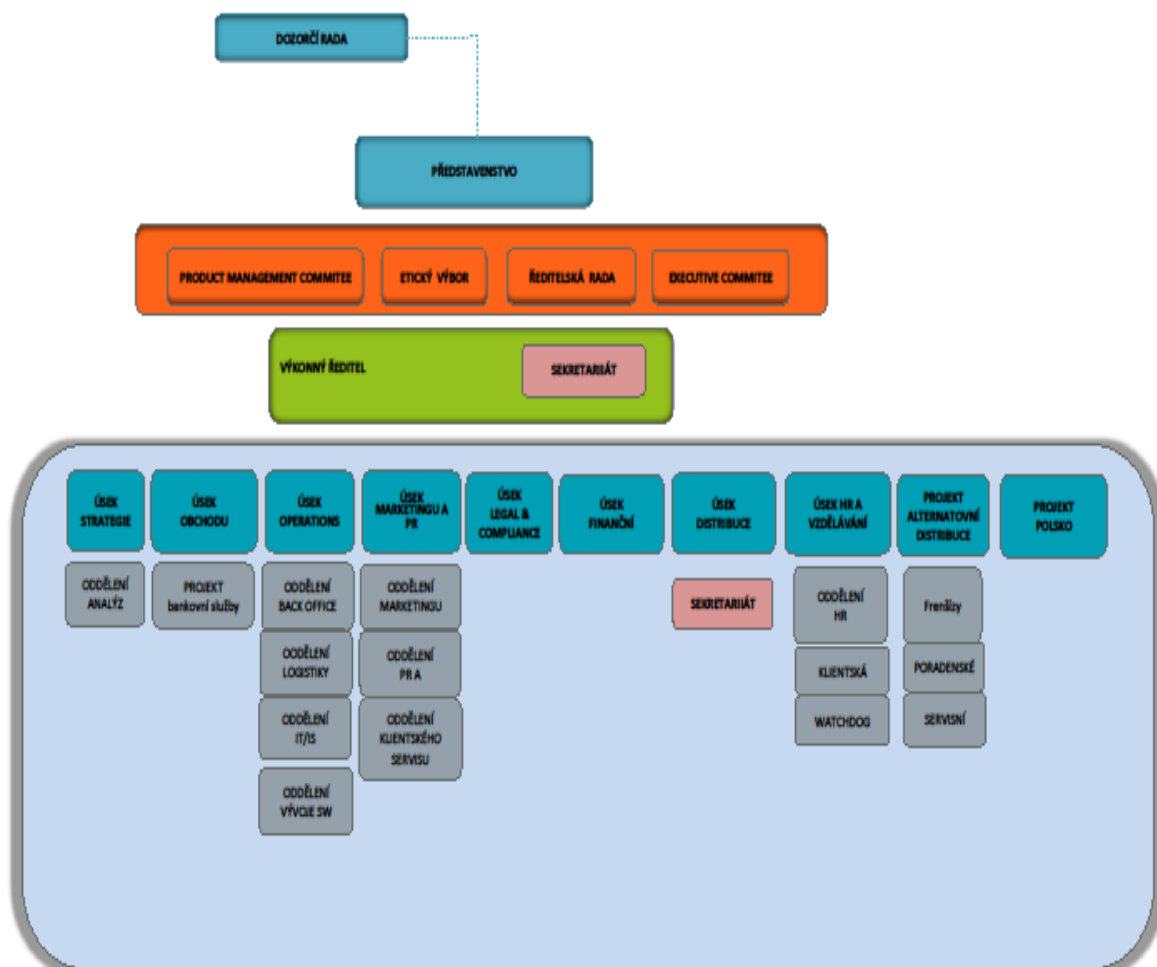 DOZORČÍ RADA
PŘEDSTAVENSTVO
PRODUCT MANAGEMENT COMMITEE
ETICKÝ VÝBOR
ŘEDITELSKÁ RADA
EXECUTIVE COMMITEE
VÝKONNÝ ŘEDITEL
SEKRETARIÁT
ÚSEK
STRATEGIE
ÚSEK
OBCHODU
ÚSEK
OPERATIONS
ÚSEK
MARKETINGU A
PR
ÚSEK
LEGAL &
COMPLIANCE
ÚSEK
FINANČNÍ
ÚSEK
DISTRIBUCE
ÚSEK HR A
VZDĚLÁVÁNÍ
PROJEKT
ALTERNATOVNÍ
DISTRIBUCE
PROJEKT
POLSKO
ODDĚLENÍ
ANALÝZ
PROJEKT
bankovní služby
ODDĚLENÍ
BACK OFFICE
ODDĚLENÍ
LOGISTIKY
ODDĚLENÍ
IT/IS
ODDĚLENÍ
VÝVOJE SW
ODDĚLENÍ
MARKETINGU
ODDĚLENÍ
PR A
ODDĚLENÍ
KLIENTSKÉHO
SERVISU
SEKRETARIÁT
ODDĚLENÍ
HR
KLIENTSKÁ
WATCHDOG
Frenšízy
PORADENSKÉ
SERVISNÍ